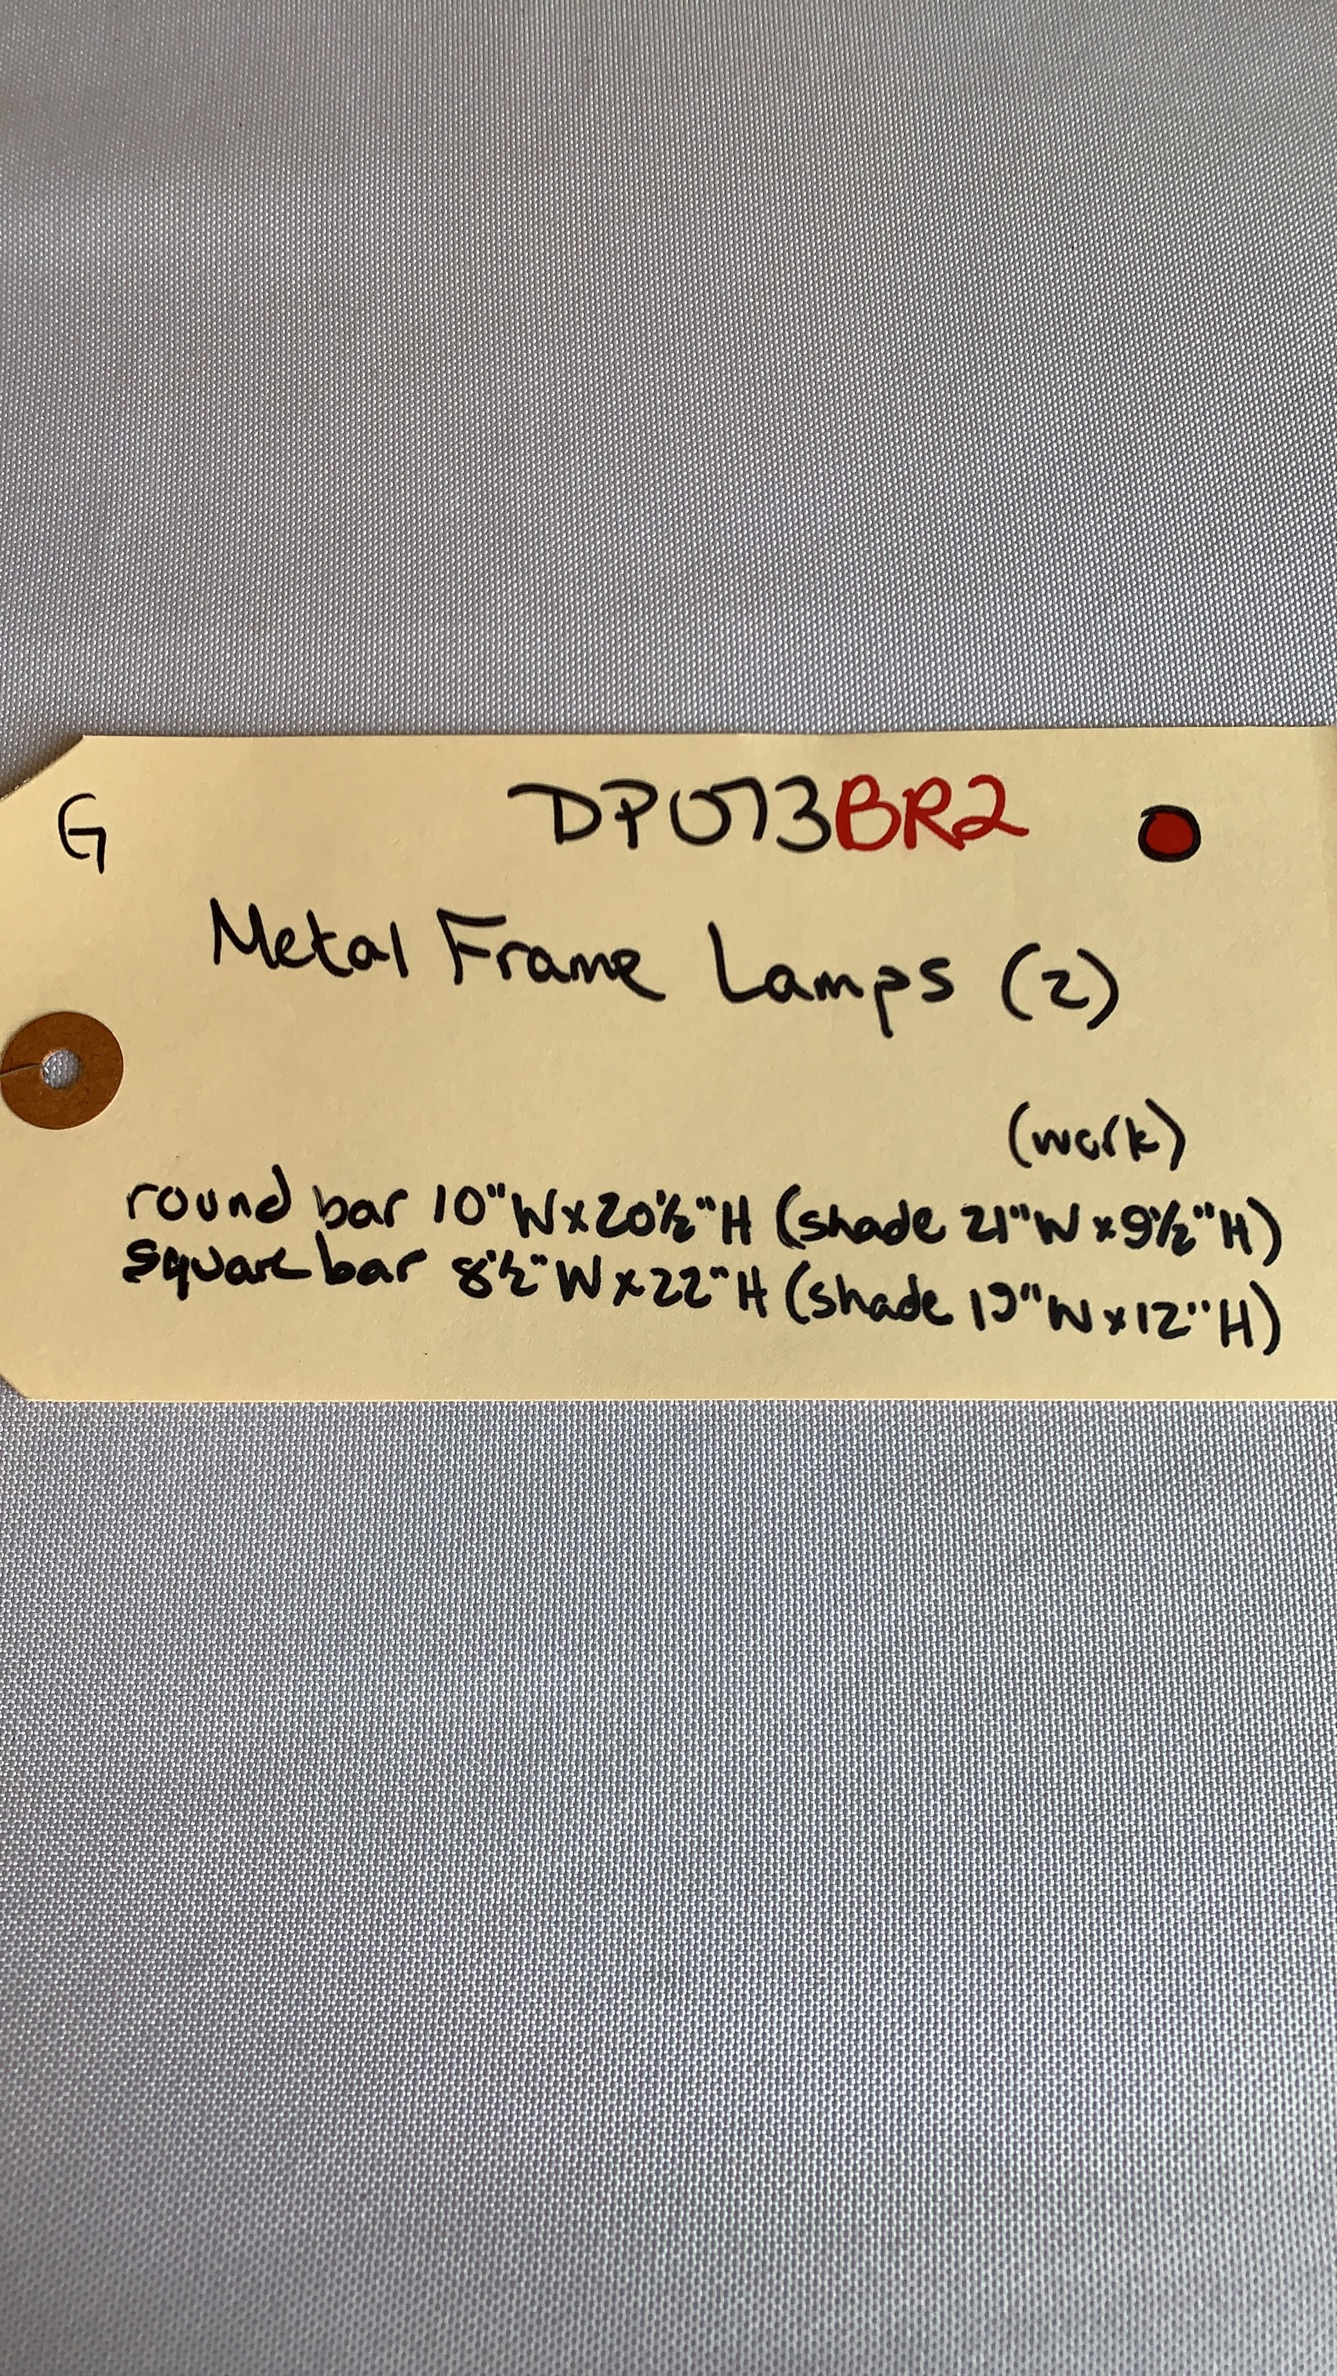 G DP073BR2
Metal Frame Lamps (2)
(work)
round bar 10"W x 20½"H (shade 21"W x 9½"H)
square bar 8½"W x 22"H (shade 19"W x 12"H)